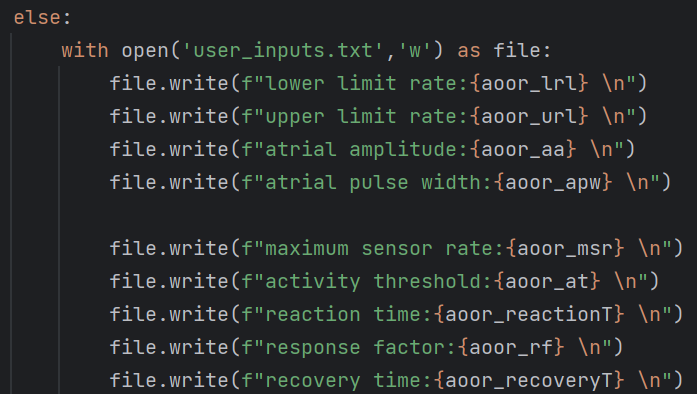 else:
    with open('user_inputs.txt','w') as file:
        file.write(f"lower limit rate:{aoor_lrl} \n")
        file.write(f"upper limit rate:{aoor_url} \n")
        file.write(f"atrial amplitude:{aoor_aa} \n")
        file.write(f"atrial pulse width:{aoor_apw} \n")

        file.write(f"maximum sensor rate:{aoor_msr} \n")
        file.write(f"activity threshold:{aoor_at} \n")
        file.write(f"reaction time:{aoor_reactionT} \n")
        file.write(f"response factor:{aoor_rf} \n")
        file.write(f"recovery time:{aoor_recoveryT} \n")